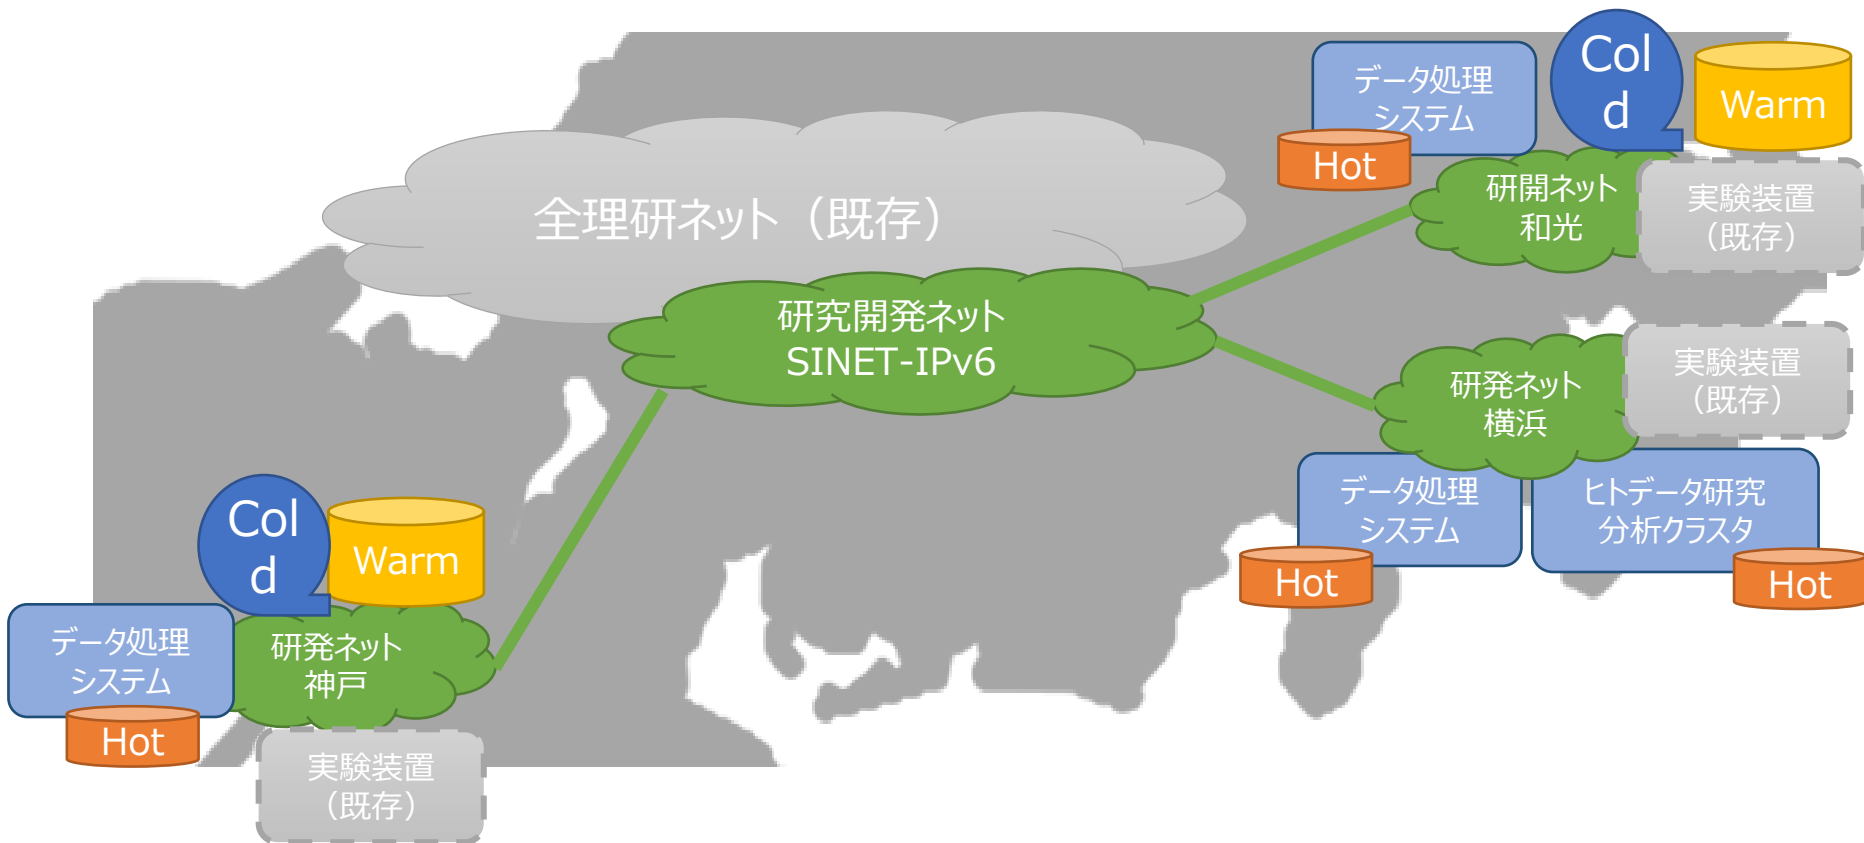 データ処理
システム
Hot
Col
d
Warm
研開ネット
和光
実験装置
（既存）
全理研ネット（既存）
研究開発ネット
SINET-IPv6
研発ネット
横浜
実験装置
（既存）
データ処理
システム
Hot
ヒトデータ研究
分析クラスタ
Hot
Col
d
Warm
データ処理
システム
Hot
研発ネット
神戸
実験装置
（既存）